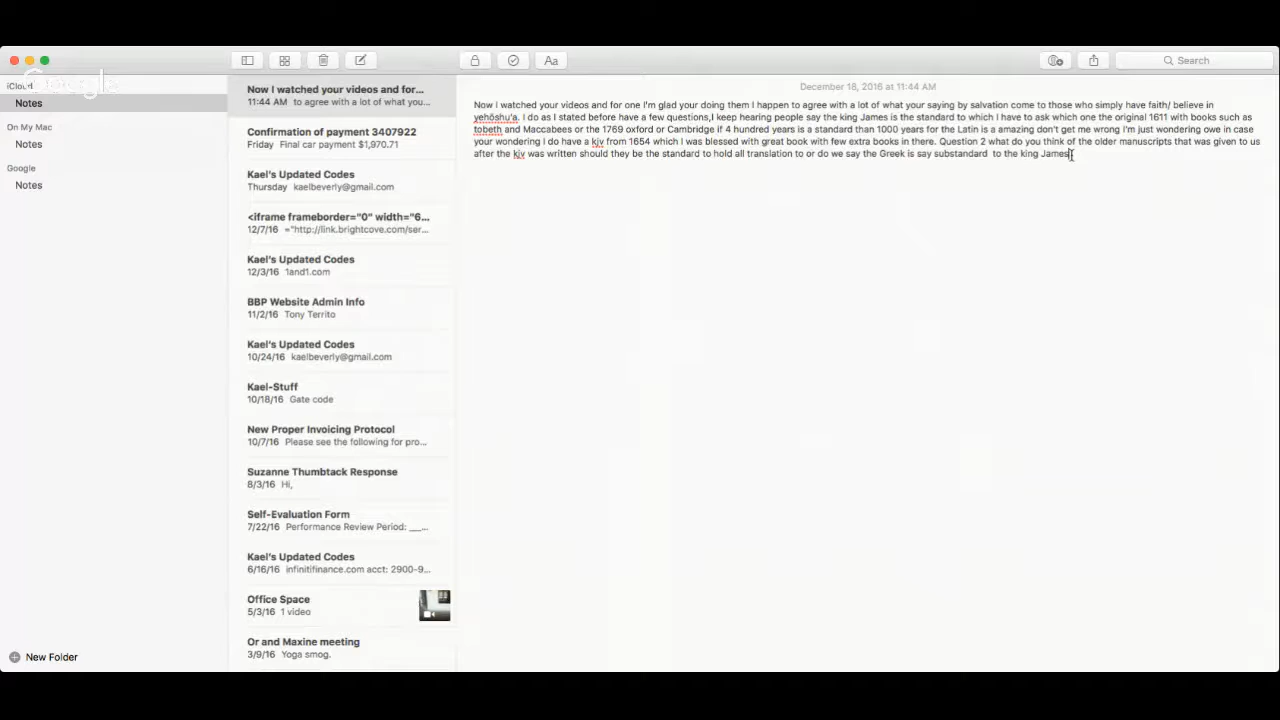 Google
iCloud
Notes
On My Mac
Notes
Google
Notes
New Folder
Now I watched your videos and for...
11:44 AM to agree with a lot of what you...
Confirmation of payment 3407922
Friday Final car payment $1,970.71
Kael's Updated Codes
Thursday kaelbeverly@gmail.com
<iframe frameborder="0" width="6...
12/7/16 ="http://link.brightcove.com/ser...
Kael's Updated Codes
12/3/16 1and1.com
BBP Website Admin Info
11/2/16 Tony Territo
Kael's Updated Codes
10/24/16 kaelbeverly@gmail.com
Kael-Stuff
10/18/16 Gate code
New Proper Invoicing Protocol
10/7/16 Please see the following for pro...
Suzanne Thumbtack Response
8/3/16 Hi,
Self-Evaluation Form
7/22/16 Performance Review Period: ___...
Kael's Updated Codes
6/16/16 infinitifinance.com acct: 2900-9...
Office Space
5/3/16 1 video
Or and Maxine meeting
3/9/16 Yoga smog.
Aa
Search
December 18, 2016 at 11:44 AM
Now I watched your videos and for one I'm glad your doing them I happen to agree with a lot of what your saying by salvation come to those who simply have faith/ believe in
yehōshu'a. I do as I stated before have a few questions,I keep hearing people say the king James is the standard to which I have to ask which one the original 1611 with books such as
tobeth and Maccabees or the 1769 oxford or Cambridge if 4 hundred years is a standard than 1000 years for the Latin is a amazing don't get me wrong I'm just wondering owe in case
your wondering I do have a kjv from 1654 which I was blessed with great book with few extra books in there. Question 2 what do you think of the older manuscripts that was given to us
after the kjv was written should they be the standard to hold all translation to or do we say the Greek is say substandard  to the king James